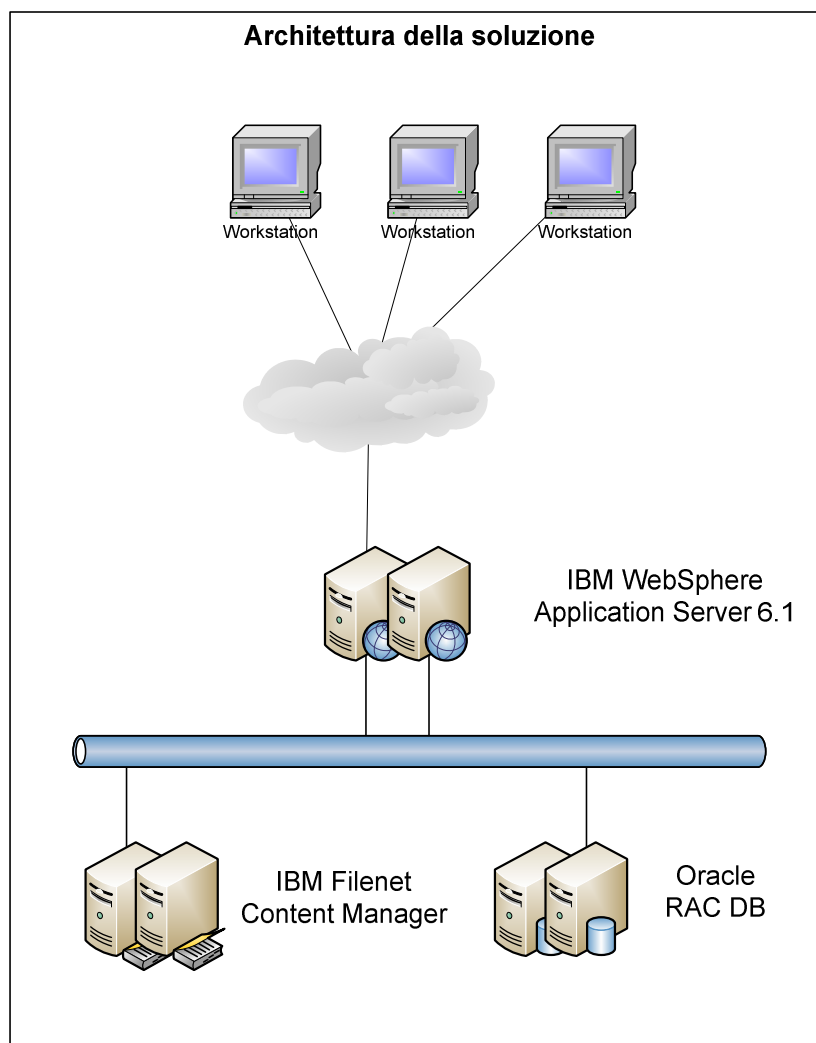 Architettura della soluzione
Workstation
Workstation
Workstation
IBM WebSphere
Application Server 6.1
IBM Filenet
Content Manager
Oracle
RAC DB